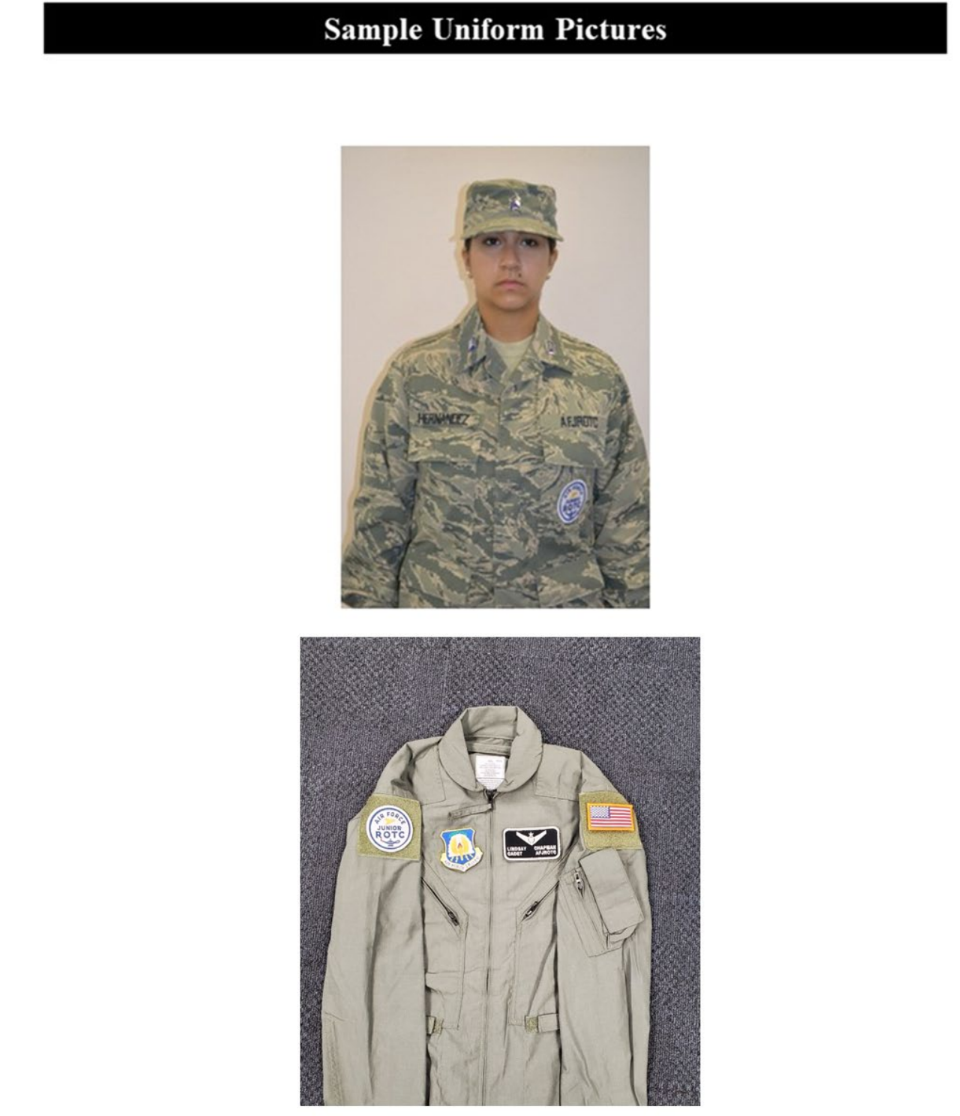 Sample Uniform Pictures
HERNANDEZ
AFJROTC
AIR FORCE
JUNIOR
ROTC
LINDSAY CHAPMAN
CADET AFJROTC